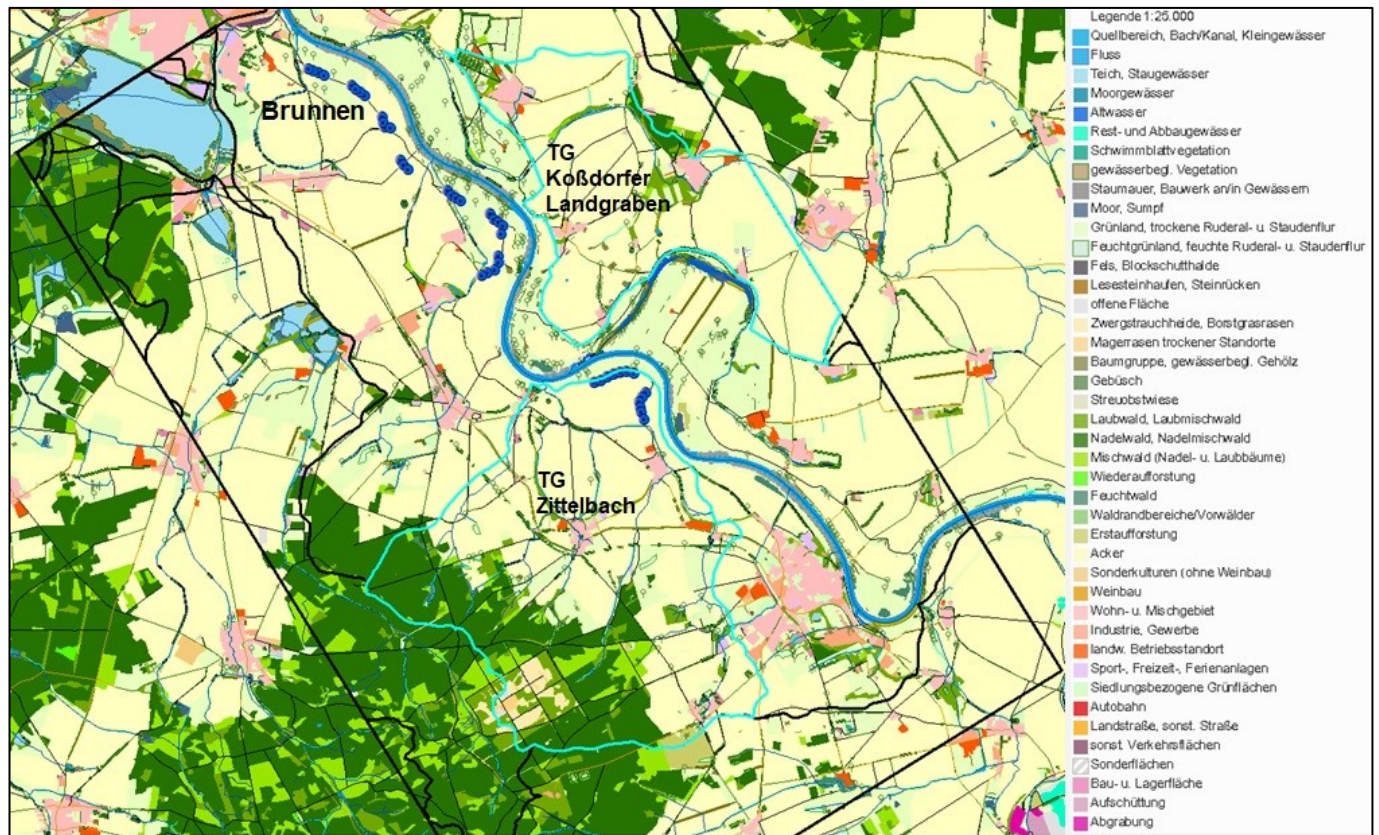 Brunnen
TG
Koßdorfer
Landgraben
TG
Zittelbach
Legende 1:25.000
Quellbereich, Bach/Kanal, Kleingewässer
Fluss
Teich, Staugewässer
Moorgewässer
Altwasser
Rest- und Abbaugewässer
Schwimmblattvegetation
gewässerbegl. Vegetation
Staumauer, Bauwerk an/in Gewässern
Moor, Sumpf
Grünland, trockene Ruderal- u. Staudenflur
Feuchtgrünland, feuchte Ruderal- u. Staudenflur
Fels, Blockschutthalde
Lesesteinhaufen, Steinrücken
offene Fläche
Zwergstrauchheide, Borstgrasrasen
Magerrasen trockener Standorte
Baumgruppe, gewässerbegl. Gehölz
Gebüsch
Streuobstwiese
Laubwald, Laubmischwald
Nadelwald, Nadelmischwald
Mischwald (Nadel- u. Laubbäume)
Wiederaufforstung
Feuchtwald
Waldrandbereiche/Vorwälder
Erstaufforstung
Acker
Sonderkulturen (ohne Weinbau)
Weinbau
Wohn- u. Mischgebiet
Industrie, Gewerbe
landw. Betriebsstandort
Sport-, Freizeit-, Ferienanlagen
Siedlungsbezogene Grünflächen
Autobahn
Landstraße, sonst. Straße
sonst. Verkehrsflächen
Sonderflächen
Bau- u. Lagerfläche
Aufschüttung
Abgrabung